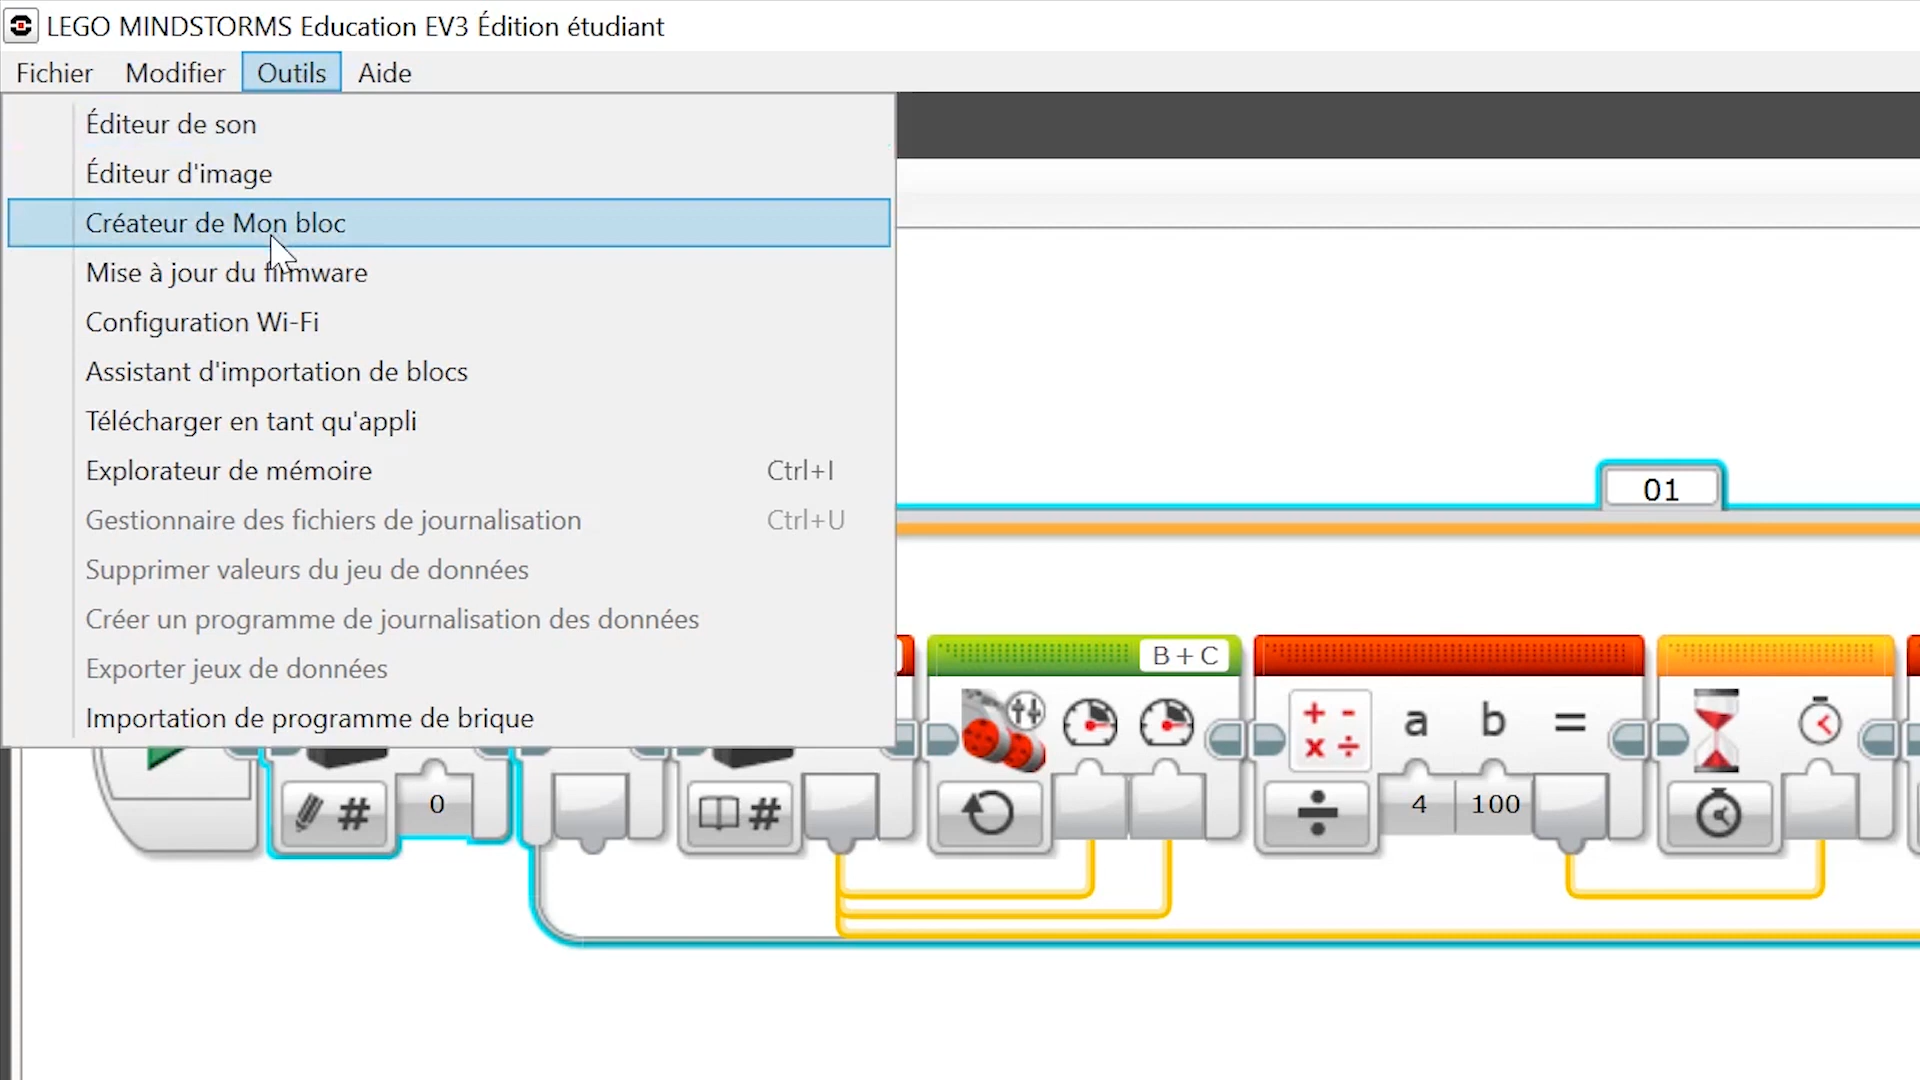 LEGO MINDSTORMS Education EV3 Édition étudiant
Fichier Modifier Outils Aide
Éditeur de son
Éditeur d'image
Créateur de Mon bloc
Mise à jour du firmware
Configuration Wi-Fi
Assistant d'importation de blocs
Télécharger en tant qu'appli
Explorateur de mémoire Ctrl+I
Gestionnaire des fichiers de journalisation Ctrl+U
Supprimer valeurs du jeu de données
Créer un programme de journalisation des données
Exporter jeux de données
Importation de programme de brique
01
B+C
+ -
x ÷
a b =
# 0 # ÷ 4 100